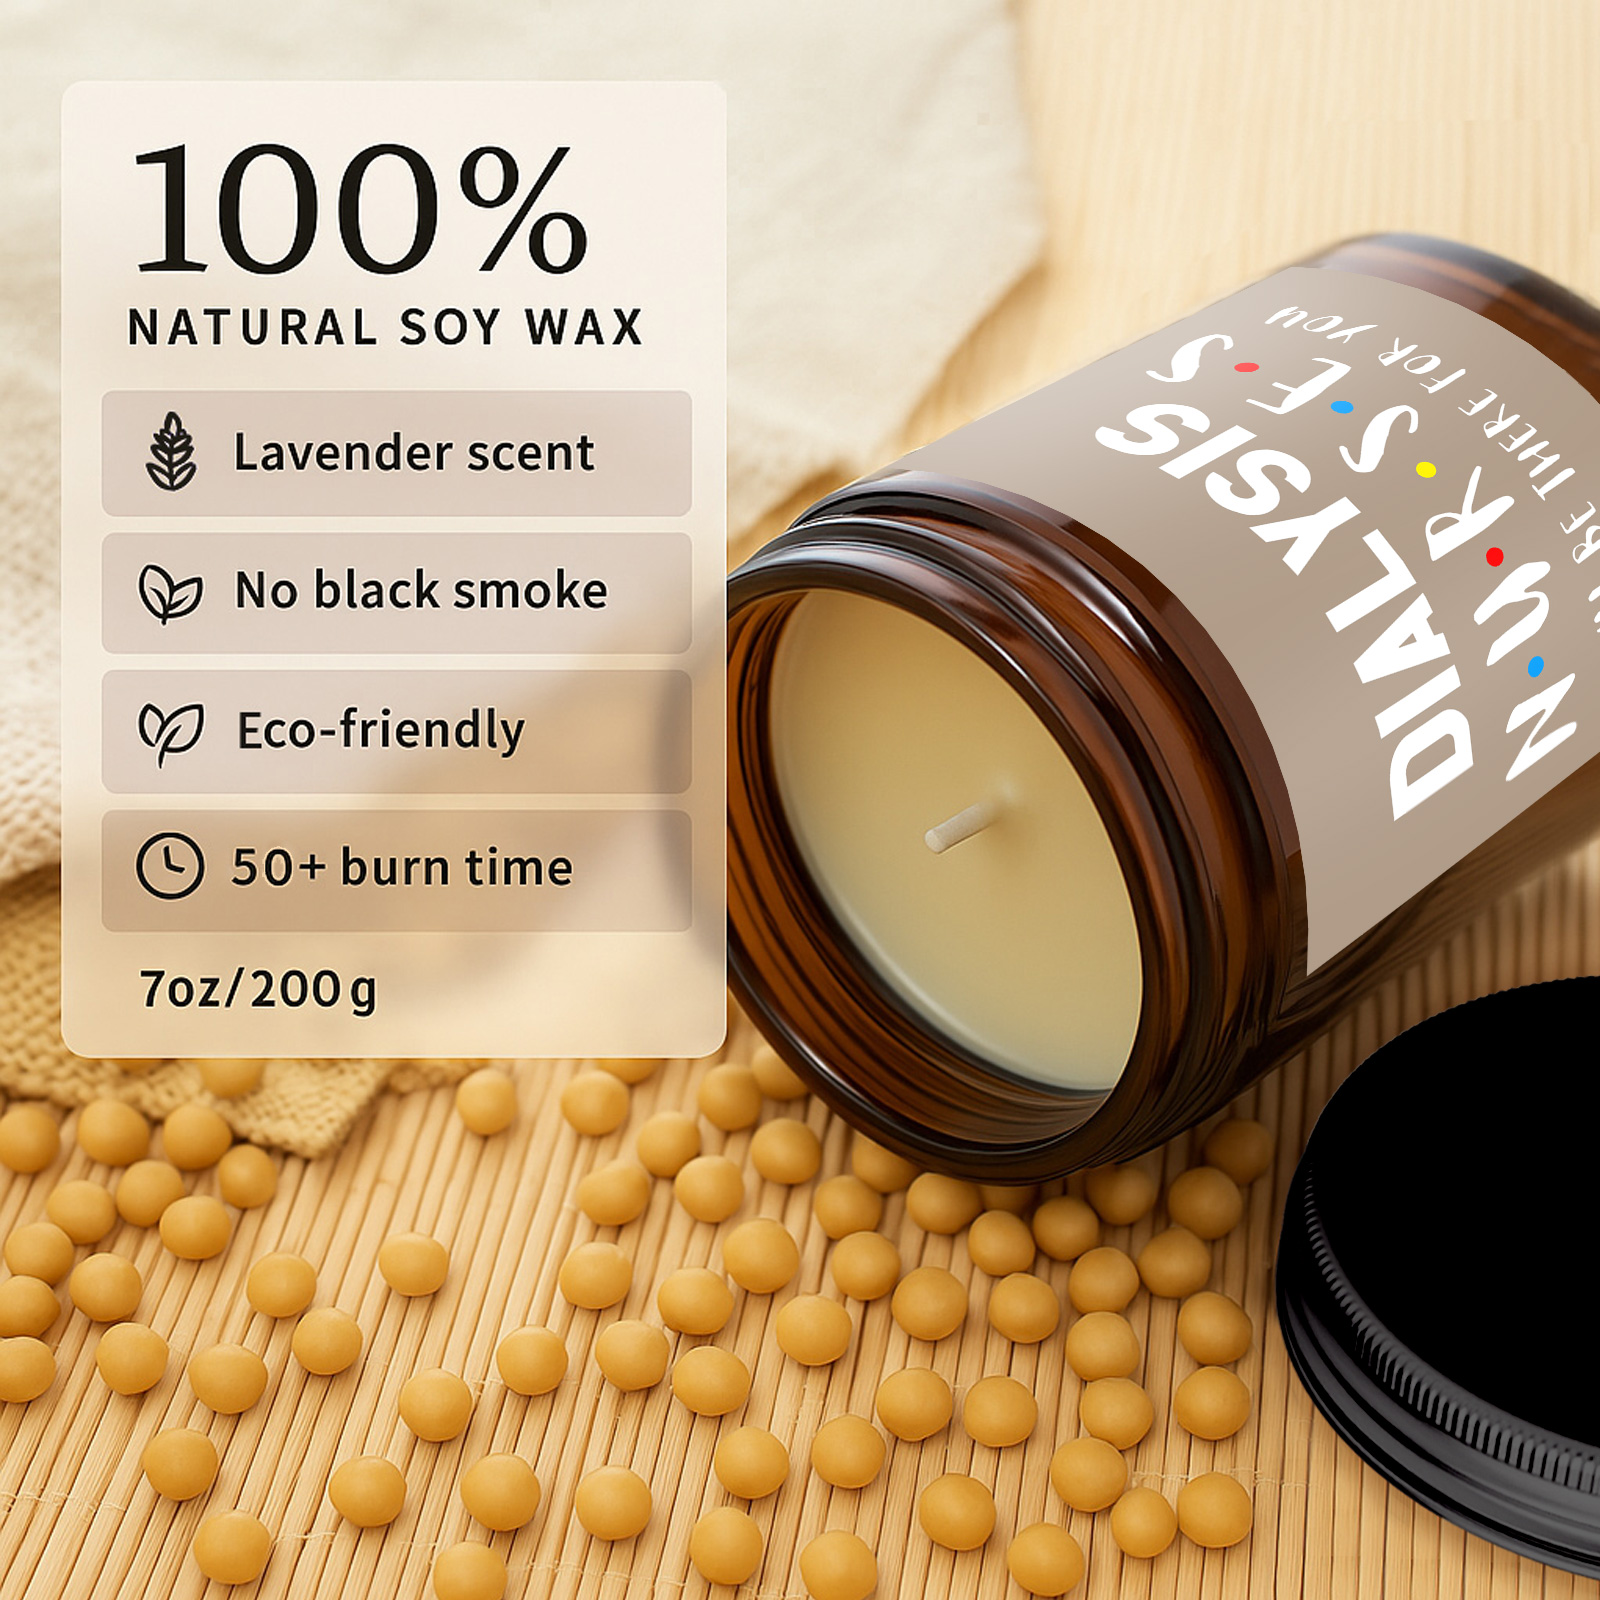 100%
NATURAL SOY WAX
Lavender scent
No black smoke
Eco-friendly
50+ burn time
7oz/200g
DIALYSIS
N•U•R•S•E•S
BE THERE FOR YOU